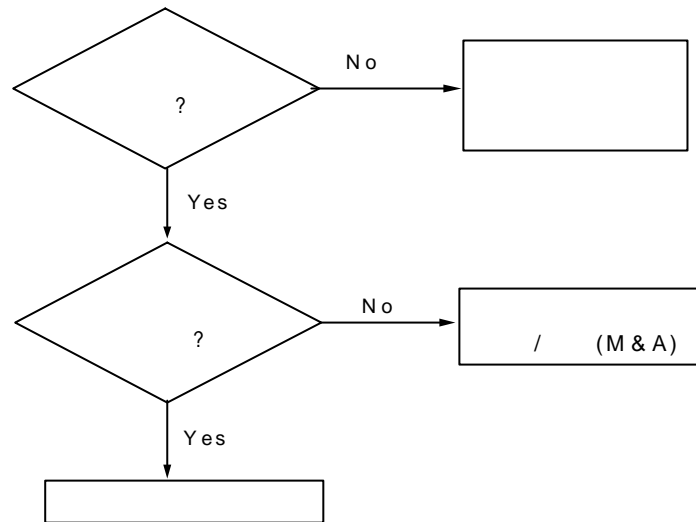 No
?
Yes
No
?
/ (M & A)
Yes